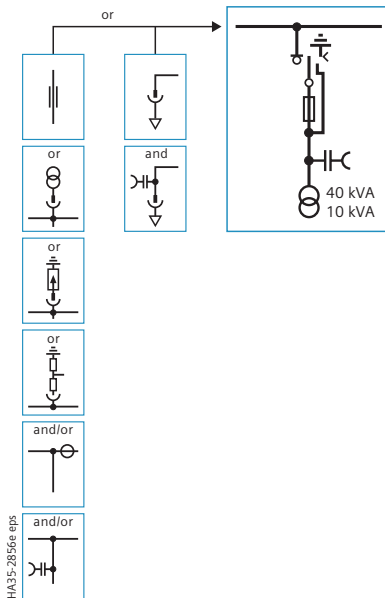 or
or
and
40 kVA
10 kVA
or
or
and/or
and/or
HA35-2856e eps